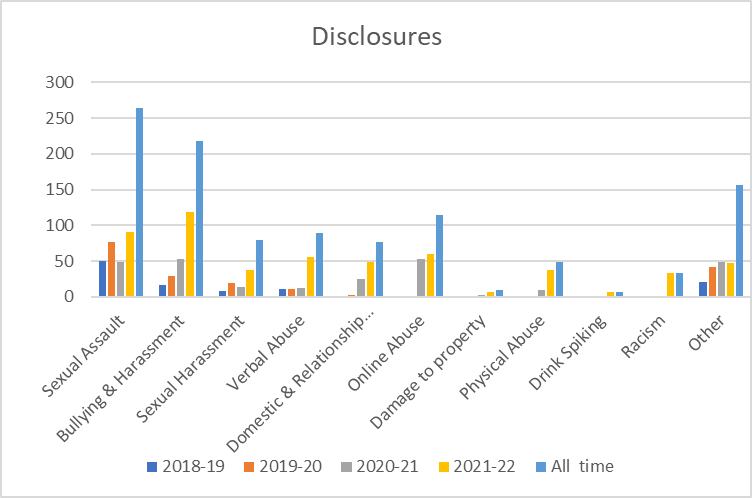 Disclosures
300
250
200
150
100
50
0
Sexual Assault
Bullying & Harassment
Sexual Harassment
Verbal Abuse
Domestic & Relationship...
Online Abuse
Damage to property
Physical Abuse
Drink Spiking
Racism
Other
2018-19 2019-20 2020-21 2021-22 All time